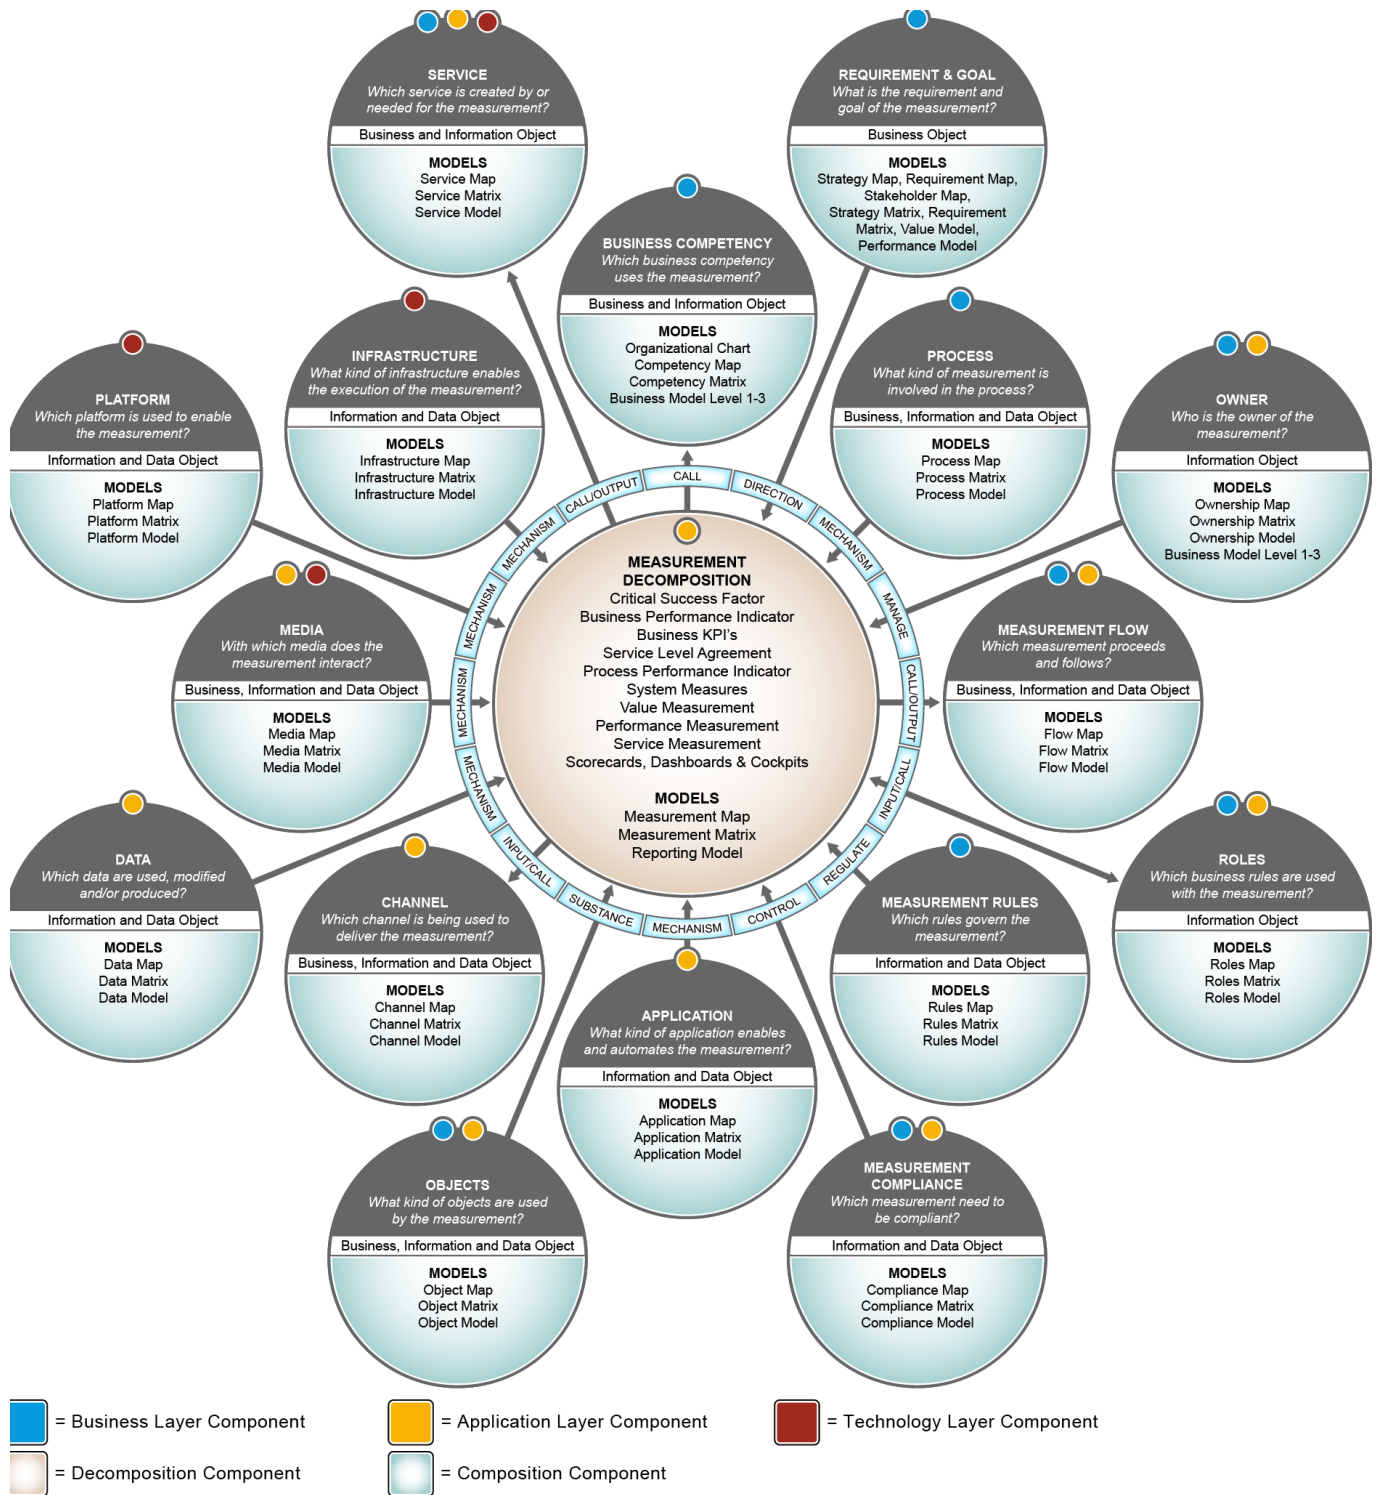 SERVICE
Which service is created by or
needed for the measurement?
Business and Information Object
MODELS
Service Map
Service Matrix
Service Model
REQUIREMENT & GOAL
What is the requirement and
goal of the measurement?
Business Object
MODELS
Strategy Map, Requirement Map,
Stakeholder Map,
Strategy Matrix, Requirement
Matrix, Value Model,
Performance Model
BUSINESS COMPETENCY
Which business competency
uses the measurement?
Business and Information Object
MODELS
Organizational Chart
Competency Map
Competency Matrix
Business Model Level 1-3
INFRASTRUCTURE
What kind of infrastructure enables
the execution of the measurement?
Information and Data Object
MODELS
Infrastructure Map
Infrastructure Matrix
Infrastructure Model
PROCESS
What kind of measurement is
involved in the process?
Business, Information and Data Object
MODELS
Process Map
Process Matrix
Process Model
PLATFORM
Which platform is used to enable
the measurement?
Information and Data Object
MODELS
Platform Map
Platform Matrix
Platform Model
OWNER
Who is the owner of the
measurement?
Information Object
MODELS
Ownership Map
Ownership Matrix
Ownership Model
Business Model Level 1-3
CALL
DIRECTION
MECHANISM
MANAGE
CALL/OUTPUT
INPUT/CALL
REGULATE
CONTROL
MECHANISM
SUBSTANCE
INPUT/CALL
MECHANISM
MECHANISM
MECHANISM
MECHANISM
CALL/OUTPUT
MEASUREMENT
DECOMPOSITION
Critical Success Factor
Business Performance Indicator
Business KPI's
Service Level Agreement
Process Performance Indicator
System Measures
Value Measurement
Performance Measurement
Service Measurement
Scorecards, Dashboards & Cockpits
MODELS
Measurement Map
Measurement Matrix
Reporting Model
MEDIA
With which media does the
measurement interact?
Business, Information and Data Object
MODELS
Media Map
Media Matrix
Media Model
MEASUREMENT FLOW
Which measurement proceeds
and follows?
Business, Information and Data Object
MODELS
Flow Map
Flow Matrix
Flow Model
DATA
Which data are used, modified
and/or produced?
Information and Data Object
MODELS
Data Map
Data Matrix
Data Model
CHANNEL
Which channel is being used to
deliver the measurement?
Business, Information and Data Object
MODELS
Channel Map
Channel Matrix
Channel Model
MEASUREMENT RULES
Which rules govern the
measurement?
Information and Data Object
MODELS
Rules Map
Rules Matrix
Rules Model
ROLES
Which business rules are used
with the measurement?
Information Object
MODELS
Roles Map
Roles Matrix
Roles Model
APPLICATION
What kind of application enables
and automates the measurement?
Information and Data Object
MODELS
Application Map
Application Matrix
Application Model
OBJECTS
What kind of objects are used
by the measurement?
Business, Information and Data Object
MODELS
Object Map
Object Matrix
Object Model
MEASUREMENT
COMPLIANCE
Which measurement need to
be compliant?
Information and Data Object
MODELS
Compliance Map
Compliance Matrix
Compliance Model
= Business Layer Component
= Application Layer Component
= Technology Layer Component
= Decomposition Component
= Composition Component